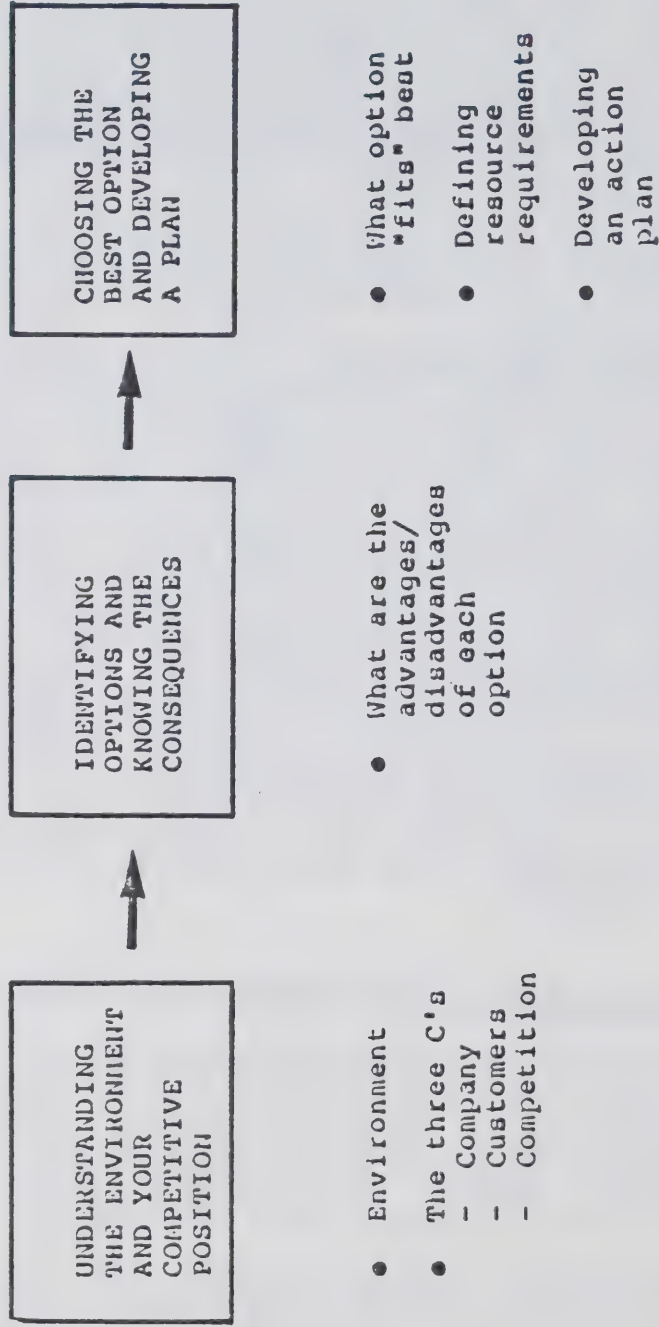 UNDERSTANDING
THE ENVIRONMENT
AND YOUR
COMPETITIVE
POSITION
● Environment
● The three C's
- Company
- Customers
- Competition
IDENTIFYING
OPTIONS AND
KNOWING THE
CONSEQUENCES
● What are the
advantages/
disadvantages
of each
option
CHOOSING THE
BEST OPTION
AND DEVELOPING
A PLAN
● What option
"fits" best
● Defining
resource
requirements
● Developing
an action
plan